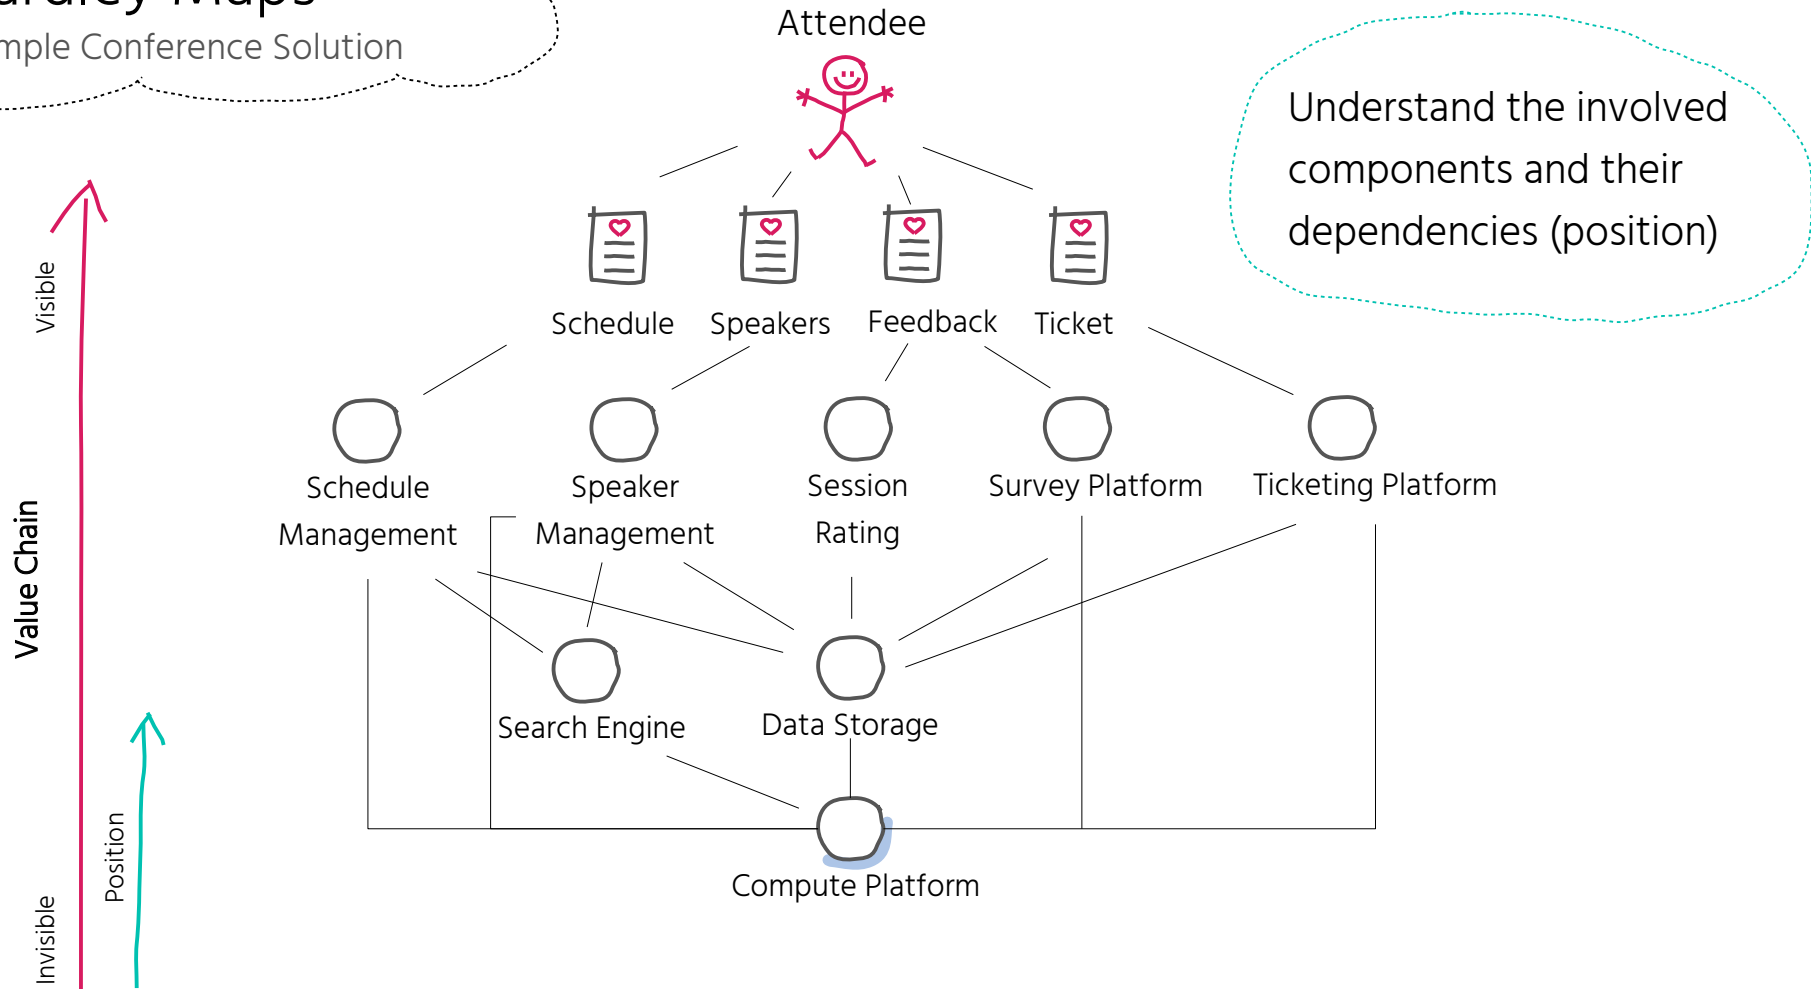 Maps
Conference Solution
Attendee
Understand the involved
components and their
dependencies (position)
Visible
Schedule
Speakers
Feedback
Ticket
Schedule
Management
Speaker
Management
Session
Rating
Survey Platform
Ticketing Platform
Value Chain
Search Engine
Data Storage
Position
Compute Platform
Invisible